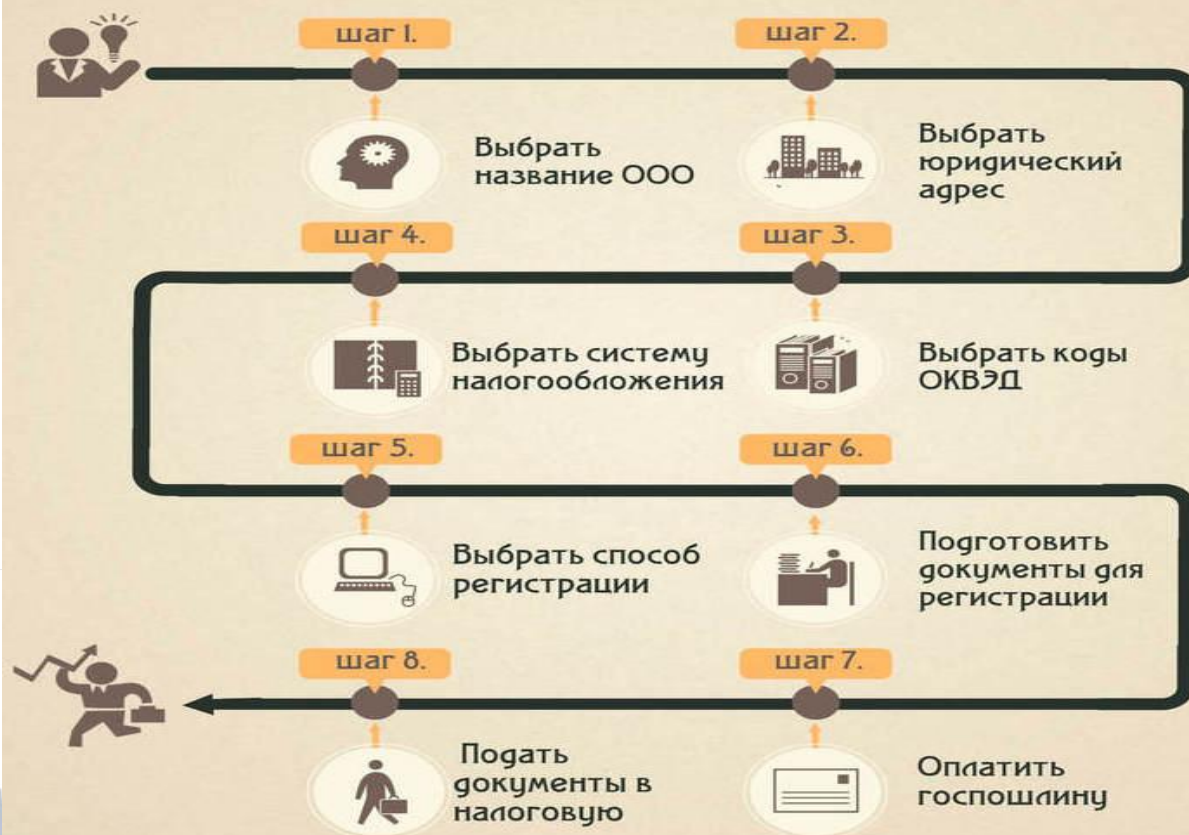 шаг 1.
Выбрать
название ООО
шаг 2.
Выбрать
юридический
адрес
шаг 3.
Выбрать коды
ОКВЭД
шаг 4.
Выбрать систему
налогообложения
шаг 5.
Выбрать способ
регистрации
шаг 6.
Подготовить
документы для
регистрации
шаг 7.
Оплатить
госпошлину
шаг 8.
Подать
документы в
налоговую